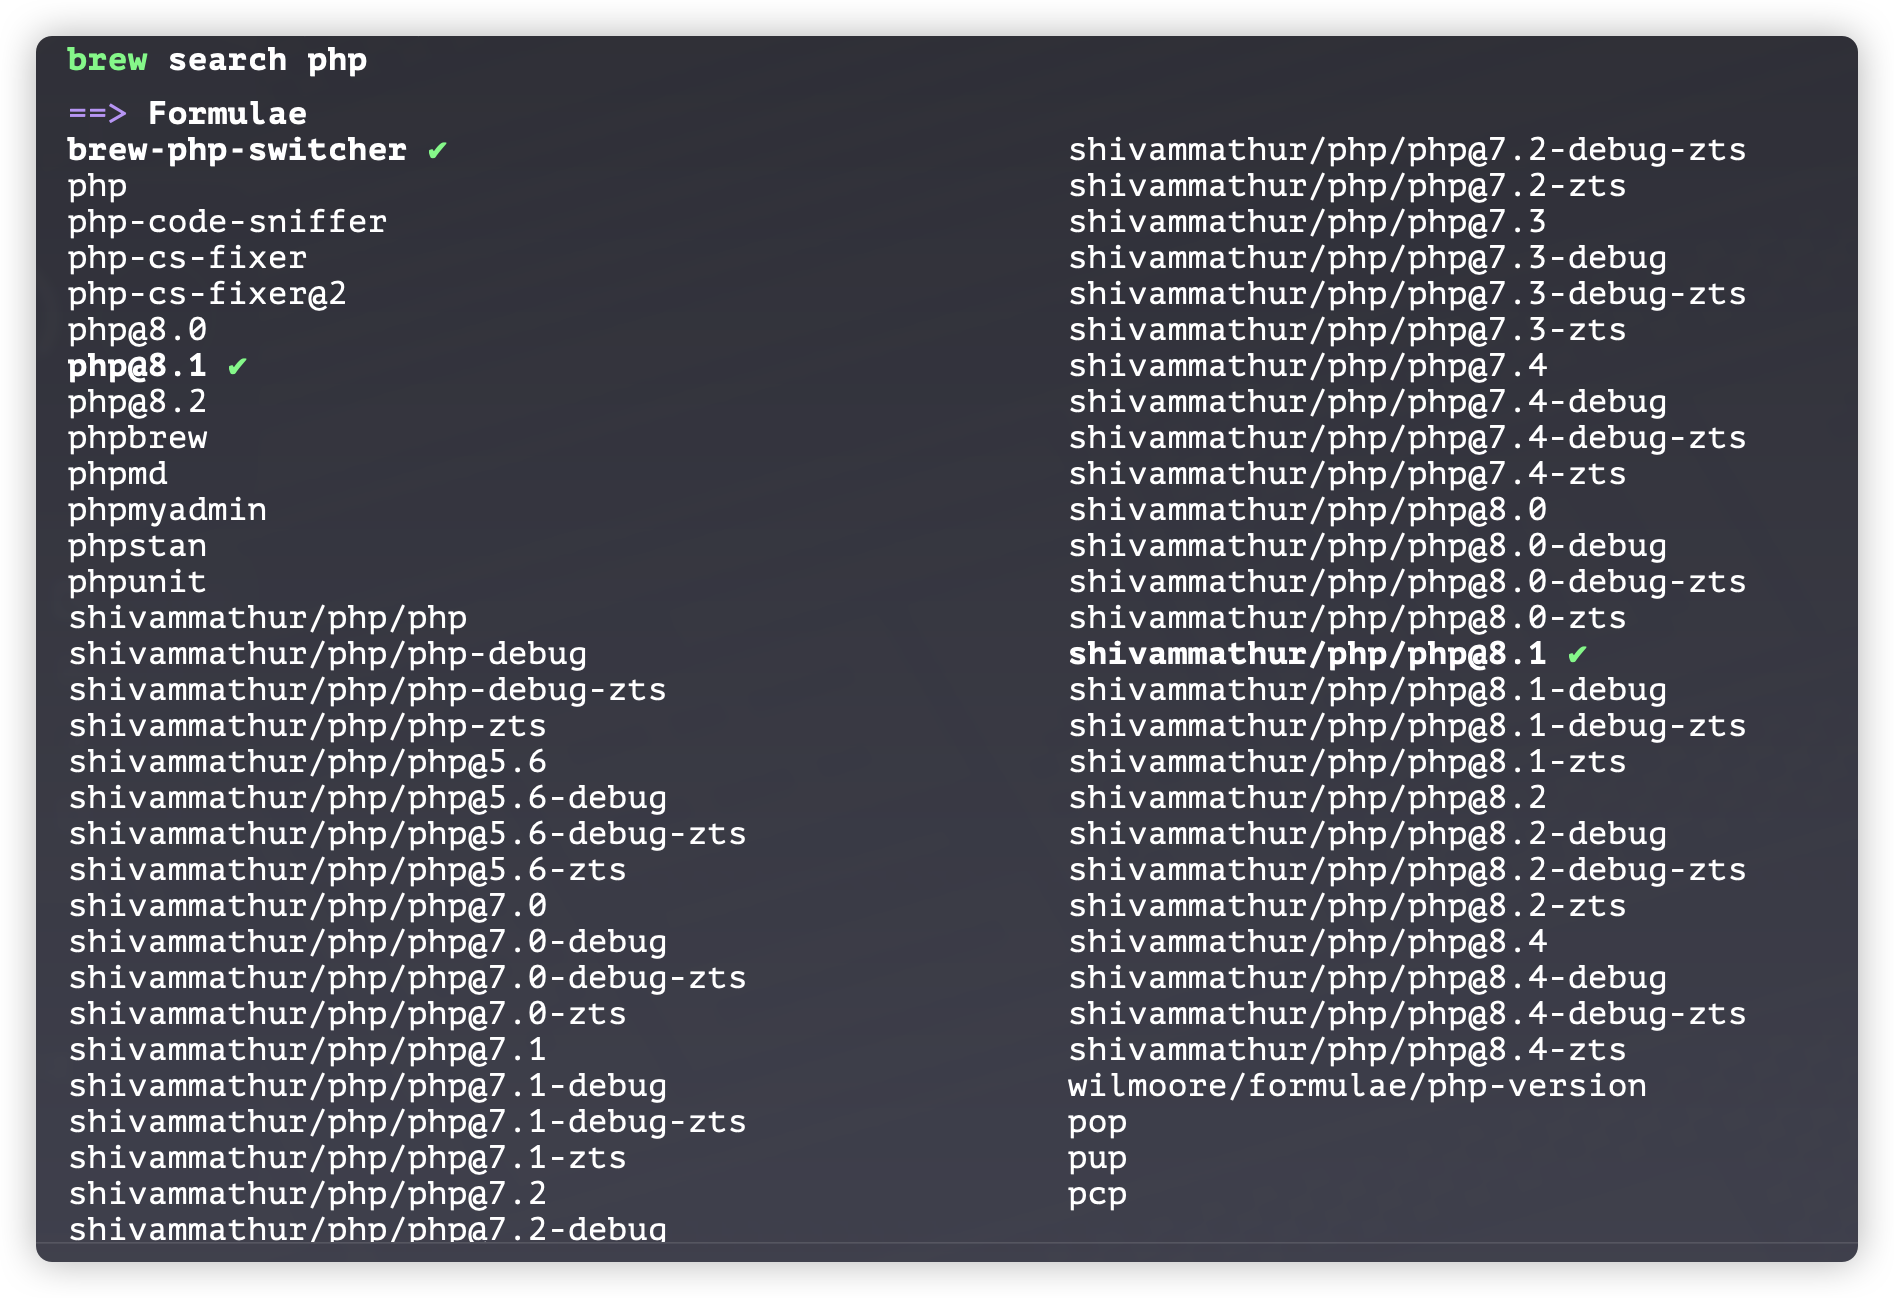 brew search php
==> Formulae
brew-php-switcher ✔
php
php-code-sniffer
php-cs-fixer
php-cs-fixer@2
php@8.0
php@8.1 ✔
php@8.2
phpbrew
phpmd
phpmyadmin
phpstan
phpunit
shivammathur/php/php
shivammathur/php/php-debug
shivammathur/php/php-debug-zts
shivammathur/php/php-zts
shivammathur/php/php@5.6
shivammathur/php/php@5.6-debug
shivammathur/php/php@5.6-debug-zts
shivammathur/php/php@5.6-zts
shivammathur/php/php@7.0
shivammathur/php/php@7.0-debug
shivammathur/php/php@7.0-debug-zts
shivammathur/php/php@7.0-zts
shivammathur/php/php@7.1
shivammathur/php/php@7.1-debug
shivammathur/php/php@7.1-debug-zts
shivammathur/php/php@7.1-zts
shivammathur/php/php@7.2
shivammathur/php/php@7.2-debug
shivammathur/php/php@7.2-debug-zts
shivammathur/php/php@7.2-zts
shivammathur/php/php@7.3
shivammathur/php/php@7.3-debug
shivammathur/php/php@7.3-debug-zts
shivammathur/php/php@7.3-zts
shivammathur/php/php@7.4
shivammathur/php/php@7.4-debug
shivammathur/php/php@7.4-debug-zts
shivammathur/php/php@7.4-zts
shivammathur/php/php@8.0
shivammathur/php/php@8.0-debug
shivammathur/php/php@8.0-debug-zts
shivammathur/php/php@8.0-zts
shivammathur/php/php@8.1 ✔
shivammathur/php/php@8.1-debug
shivammathur/php/php@8.1-debug-zts
shivammathur/php/php@8.1-zts
shivammathur/php/php@8.2
shivammathur/php/php@8.2-debug
shivammathur/php/php@8.2-debug-zts
shivammathur/php/php@8.2-zts
shivammathur/php/php@8.4
shivammathur/php/php@8.4-debug
shivammathur/php/php@8.4-debug-zts
shivammathur/php/php@8.4-zts
wilmoore/formulae/php-version
pop
pup
pcp